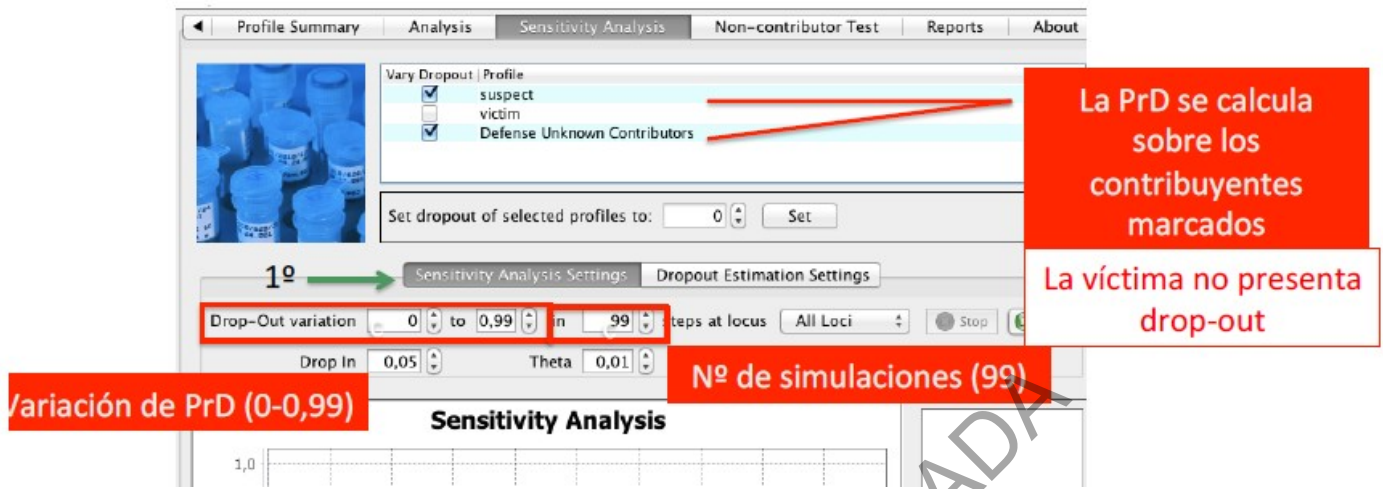 Profile Summary Analysis Sensitivity Analysis Non-contributor Test Reports About
Vary Dropout Profile
suspect
victim
Defense Unknown Contributors
La PrD se calcula
sobre los
contribuyentes
marcados
Set dropout of selected profiles to: 0 Set
La víctima no presenta
drop-out
1º
Sensitivity Analysis Settings Dropout Estimation Settings
Drop-Out variation 0 to 0,99 in 99 steps at locus All Loci Stop
Drop In 0,05 Theta 0,01
Nº de simulaciones (99)
Variación de PrD (0-0,99)
Sensitivity Analysis
1,0
ADA